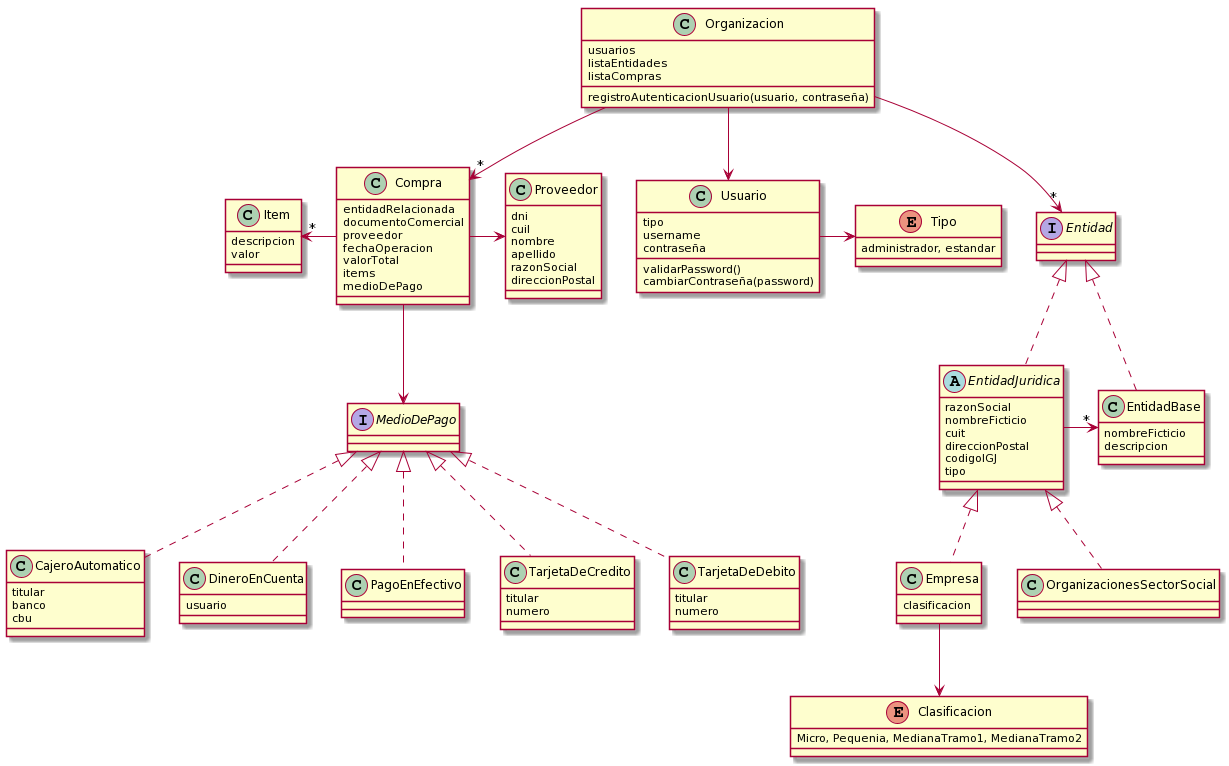 C Organizacion
usuarios
listaEntidades
listaCompras
registroAutenticacionUsuario(usuario, contraseña)
*
*
*
*
C Item
descripcion
valor
C Compra
entidadRelacionada
documentoComercial
proveedor
fechaOperacion
valorTotal
items
medioDePago
C Proveedor
dni
cuil
nombre
apellido
razonSocial
direccionPostal
C Usuario
tipo
username
contraseña
validarPassword()
cambiarContraseña(password)
E Tipo
administrador, estandar
I Entidad
A EntidadJuridica
razonSocial
nombreFicticio
cuit
direccionPostal
codigoIGJ
tipo
C EntidadBase
nombreFicticio
descripcion
I MedioDePago
C CajeroAutomatico
titular
banco
cbu
C DineroEnCuenta
usuario
C PagoEnEfectivo
C TarjetaDeCredito
titular
numero
C TarjetaDeDebito
titular
numero
C Empresa
clasificacion
C OrganizacionesSectorSocial
E Clasificacion
Micro, Pequenia, MedianaTramo1, MedianaTramo2